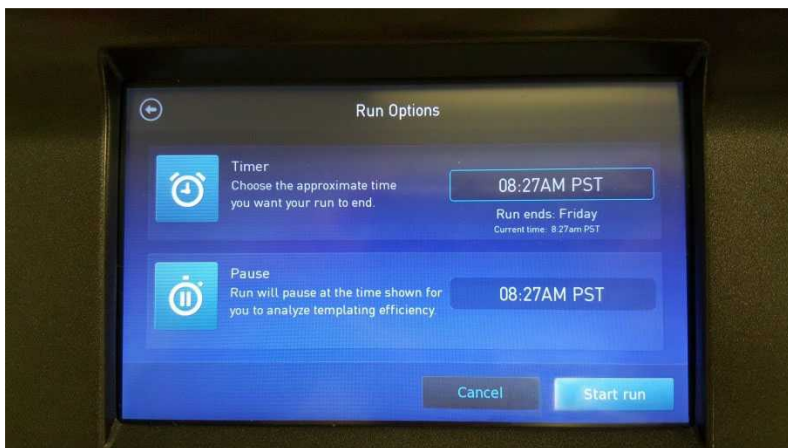 Run Options
Timer
Choose the approximate time
you want your run to end.
08:27AM PST
Run ends: Friday
Current time: 8:27am PST
Pause
Run will pause at the time shown for
you to analyze templating efficiency.
08:27AM PST
Cancel
Start run